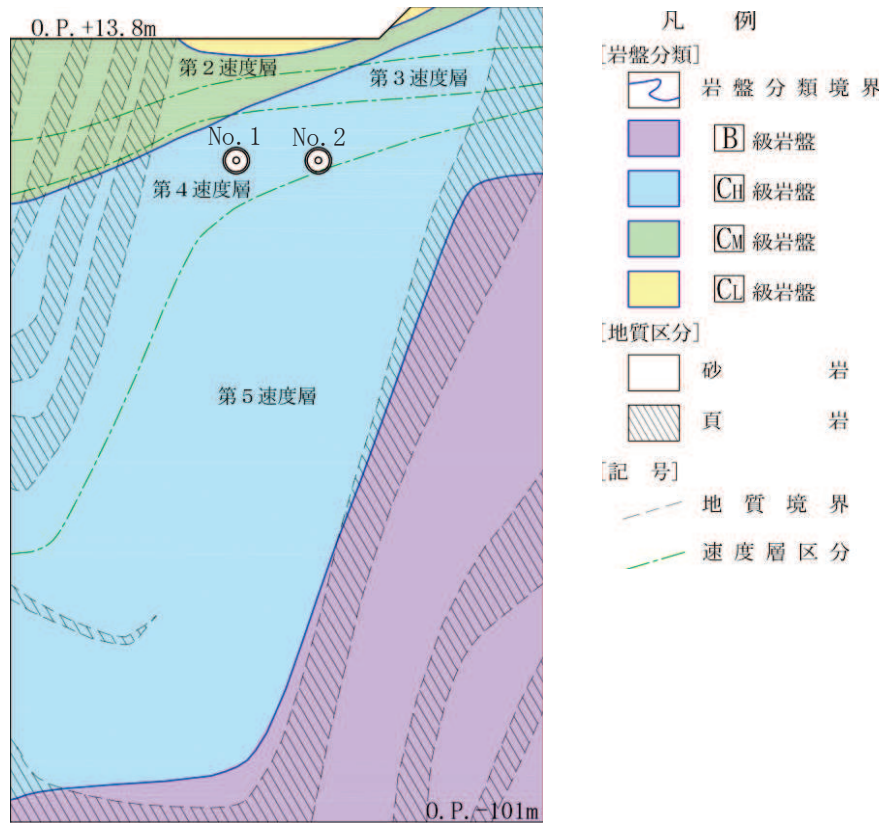 O.P.+13.8m
第2速度層
第3速度層
No.1
No.2
第4速度層
第5速度層
O.P.-101m
凡 例
[岩盤分類]
岩盤分類境界
B 級岩盤
CH 級岩盤
CM 級岩盤
CL 級岩盤
[地質区分]
砂 岩
頁 岩
[記 号]
地質境界
速度層区分